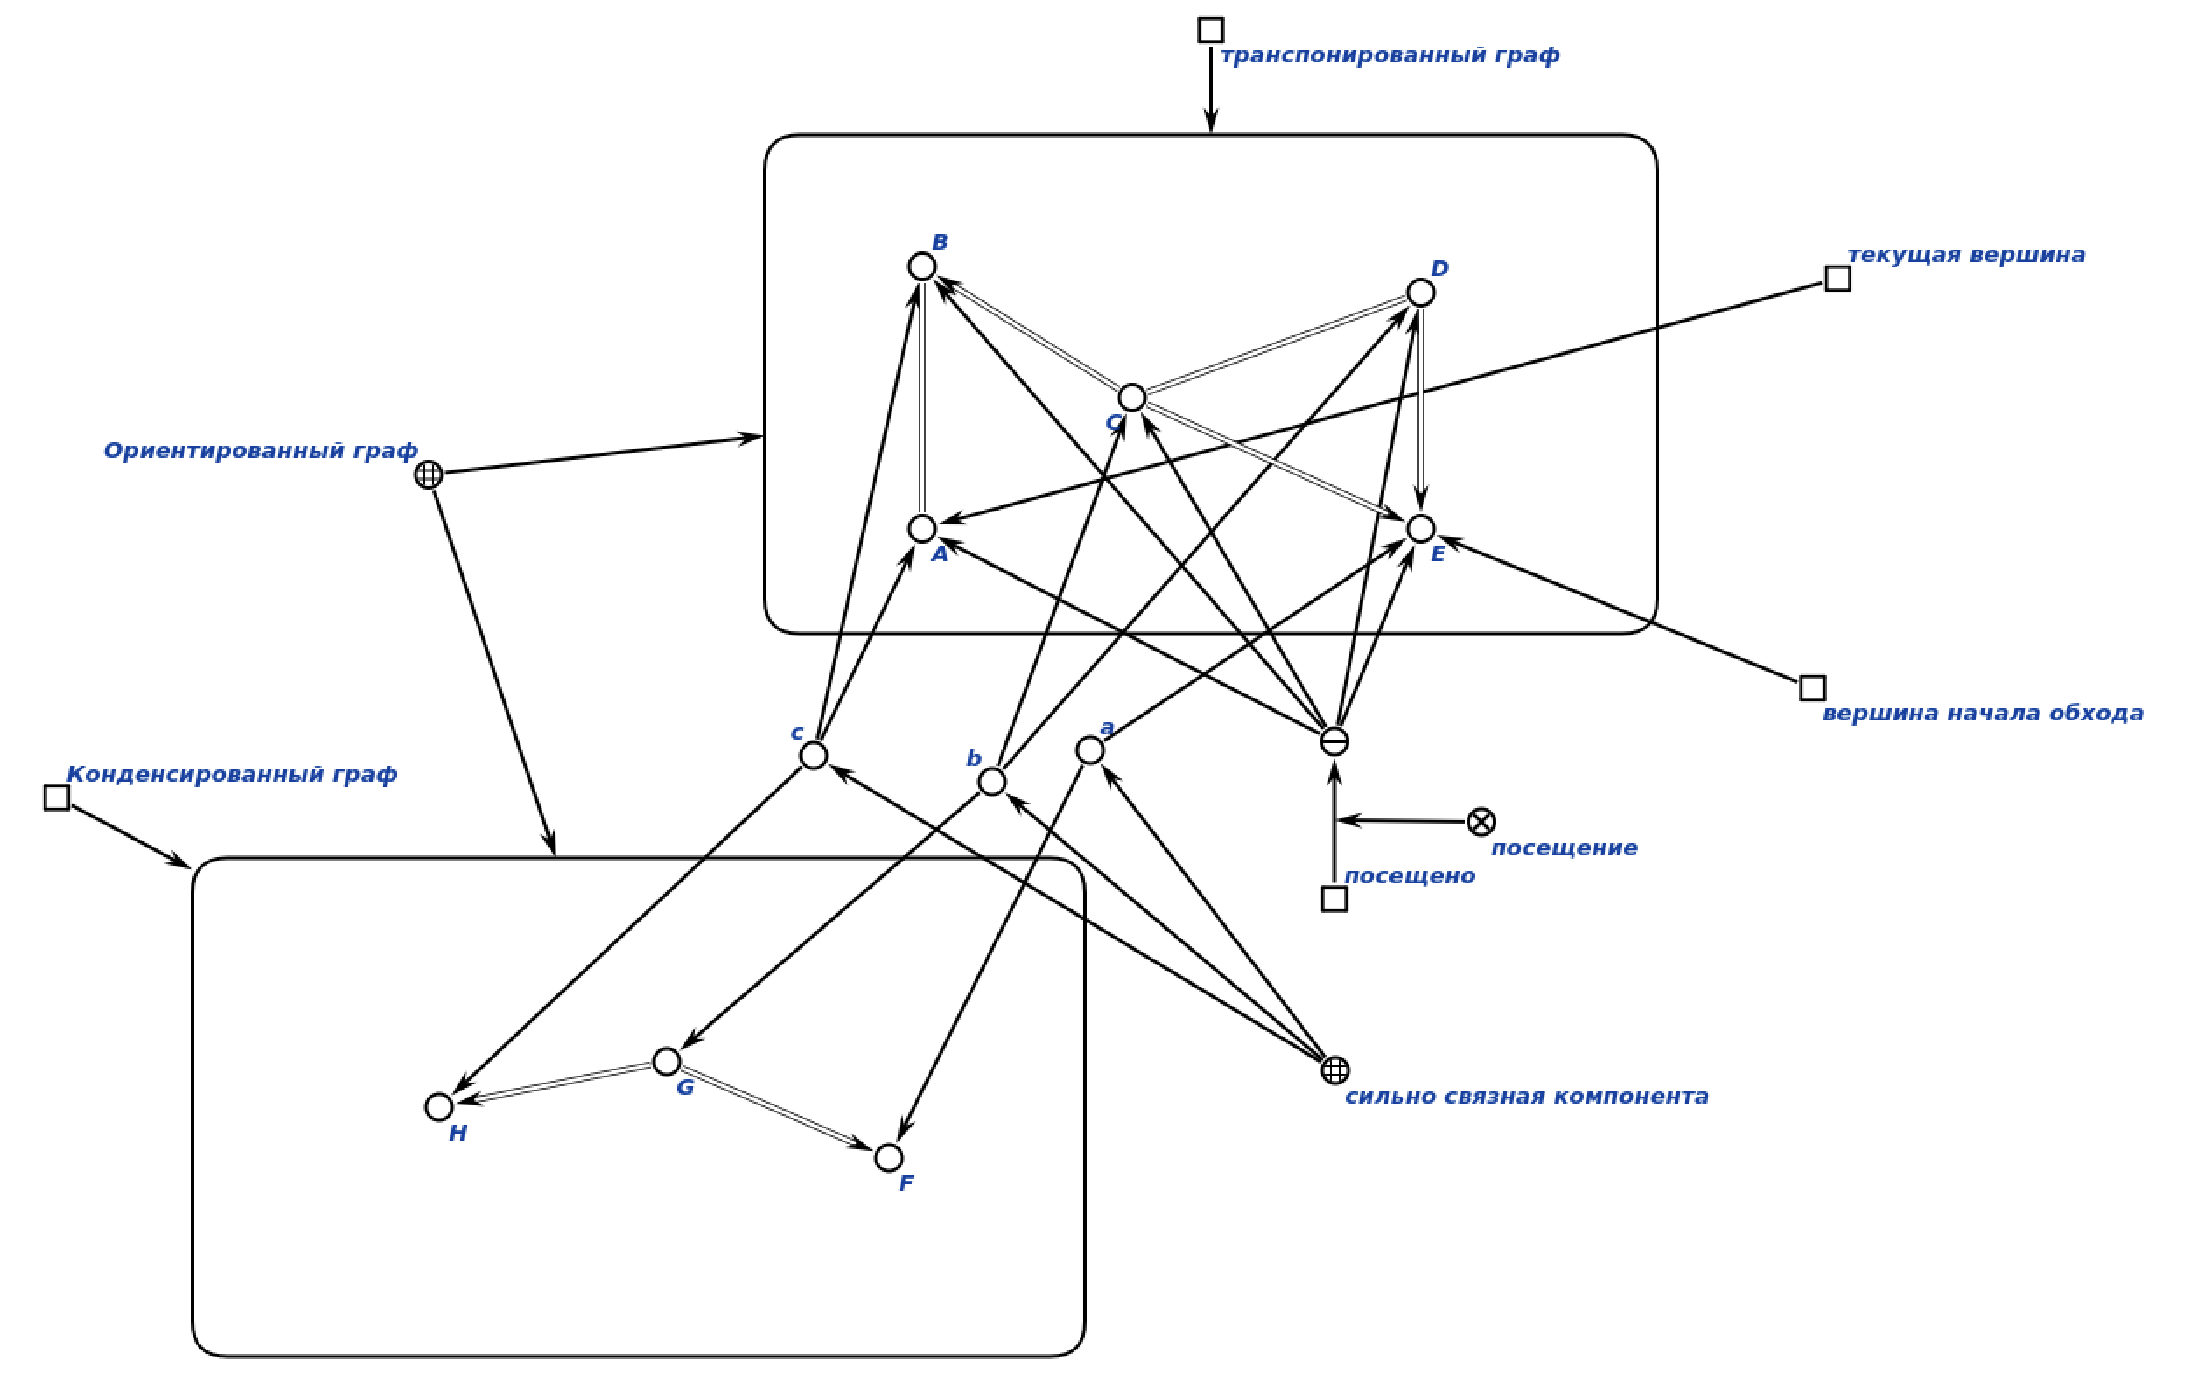 транспонированный граф
B
D
текущая вершина
C
Ориентированный граф
A
E
вершина начала обхода
c
b
a
Конденсированный граф
посещение
посещено
G
сильно связная компонента
H
F